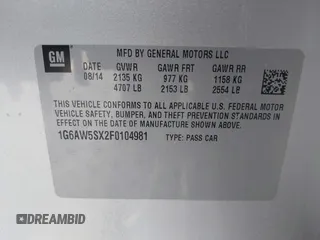 GM
MFD BY GENERAL MOTORS LLC
DATE GVWR GAWR FRT GAWR RR
08/14 2135 KG 977 KG 1158 KG
4707 LB 2153 LB 2554 LB
THIS VEHICLE CONFORMS TO ALL APPLICABLE U.S. FEDERAL MOTOR
VEHICLE SAFETY, BUMPER, AND THEFT PREVENTION STANDARDS IN
EFFECT ON THE DATE OF MANUFACTURE SHOWN ABOVE.
1G6AW5SX2F0104981 TYPE: PASS CAR
DREAMBID